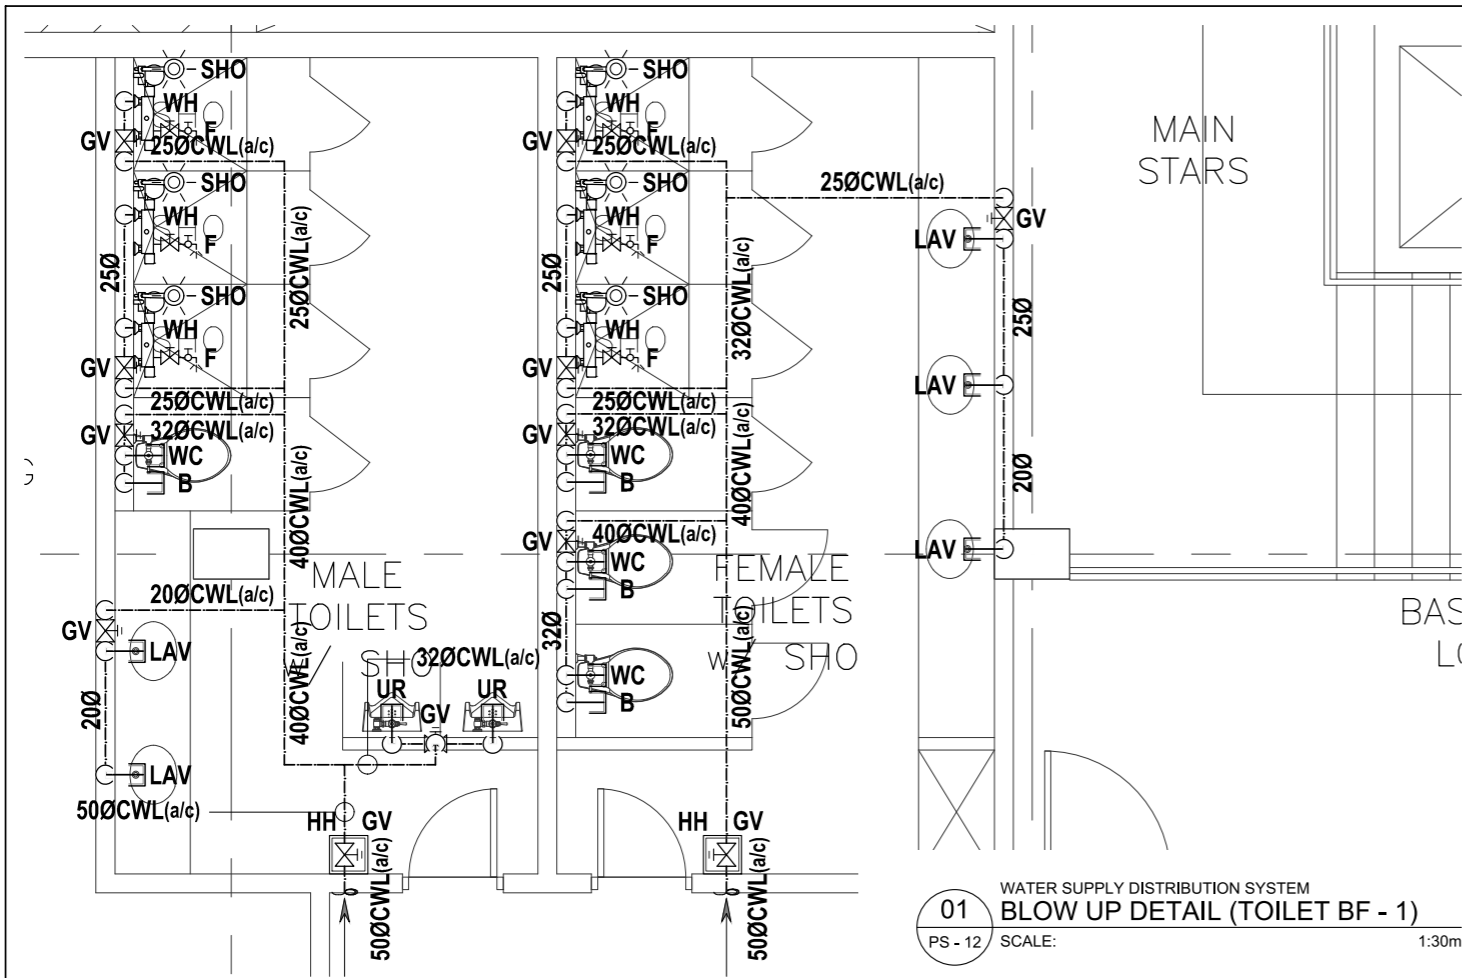 SHO
WH
F
GV
25ØCWL(a/c)
SHO
WH
F
25Ø
25ØCWL(a/c)
SHO
WH
F
GV
25ØCWL(a/c)
32ØCWL(a/c)
GV
WC
B
40ØCWL(a/c)
MALE
TOILETS
W/ SHO
20ØCWL(a/c)
GV
LAV
20Ø
LAV
40ØCWL(a/c)
32ØCWL(a/c)
UR
GV
UR
50ØCWL(a/c)
HH
GV
50ØCWL(a/c)
SHO
WH
F
GV
25ØCWL(a/c)
SHO
WH
F
25Ø
32ØCWL(a/c)
SHO
WH
F
GV
25ØCWL(a/c)
32ØCWL(a/c)
GV
WC
B
40ØCWL(a/c)
40ØCWL(a/c)
GV
WC
B
32Ø
WC
B
FEMALE
TOILETS
W/ SHO
50ØCWL(a/c)
HH
GV
50ØCWL(a/c)
25ØCWL(a/c)
GV
LAV
25Ø
LAV
20Ø
LAV
MAIN
STARS
BAS
LO
01
PS - 12
WATER SUPPLY DISTRIBUTION SYSTEM
BLOW UP DETAIL (TOILET BF - 1)
SCALE:
1:30m